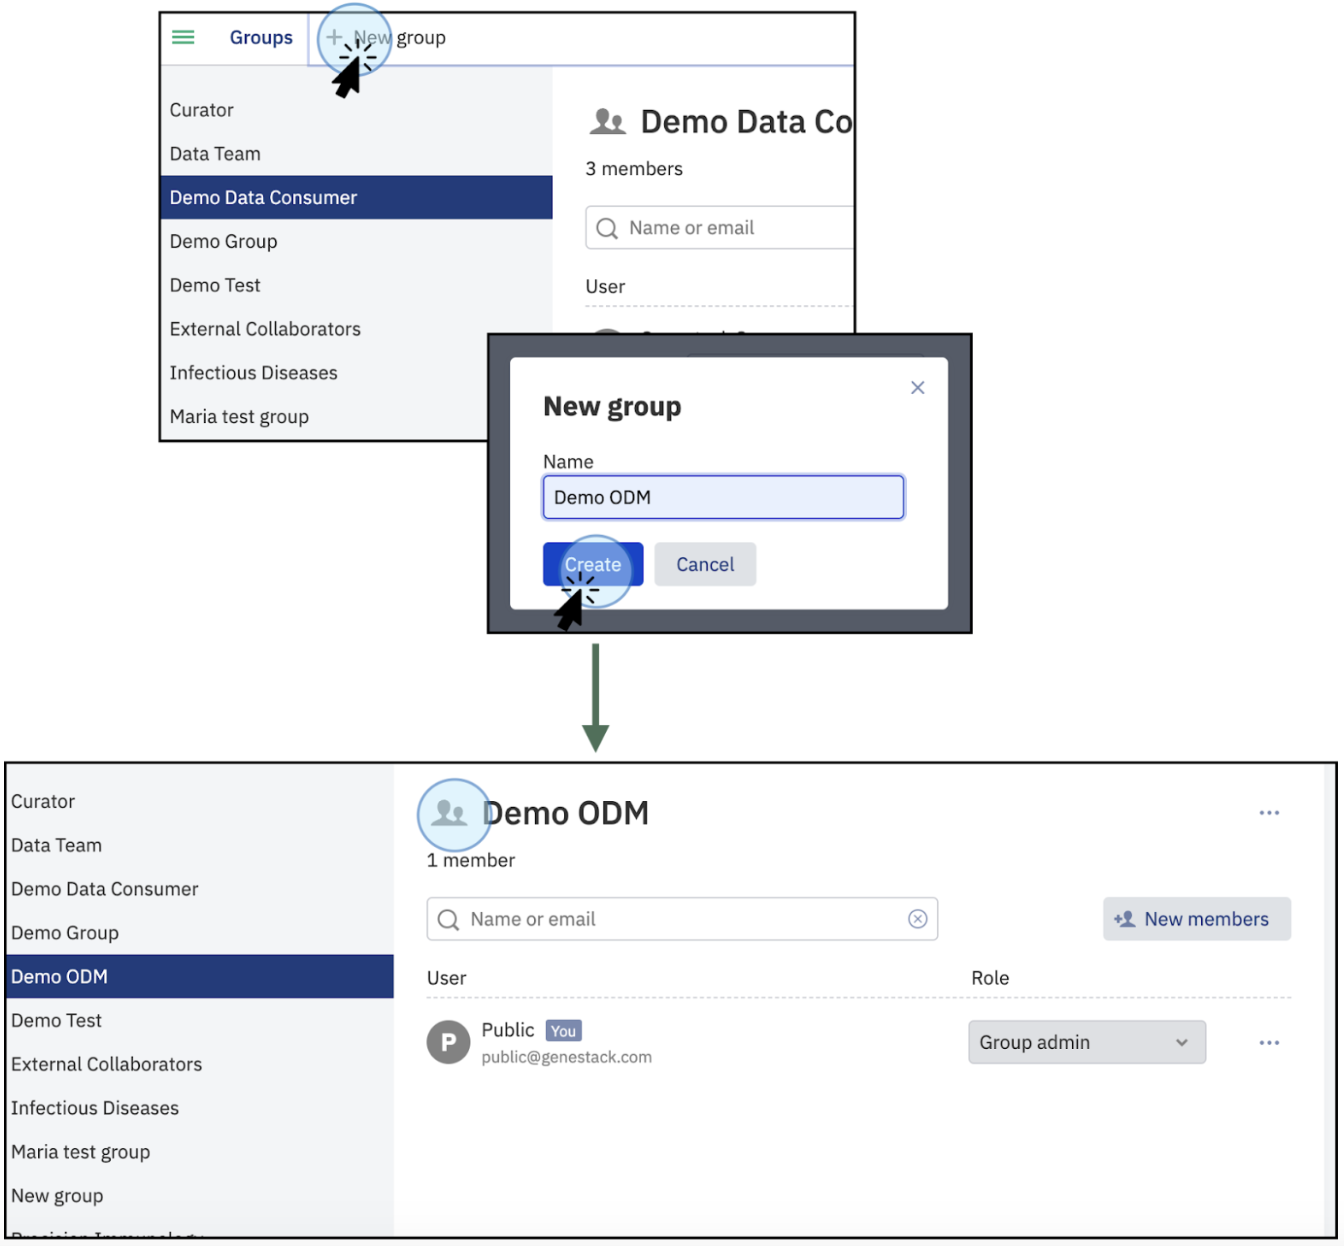 Groups
+ New group
Curator
Data Team
Demo Data Consumer
Demo Group
Demo Test
External Collaborators
Infectious Diseases
Maria test group
Demo Data Co
3 members
Name or email
User
New group
Name
Demo ODM
Create
Cancel
Curator
Data Team
Demo Data Consumer
Demo Group
Demo ODM
Demo Test
External Collaborators
Infectious Diseases
Maria test group
New group
Precision Immunology
Demo ODM
1 member
Name or email
New members
User Role
P Public You Group admin
public@genestack.com